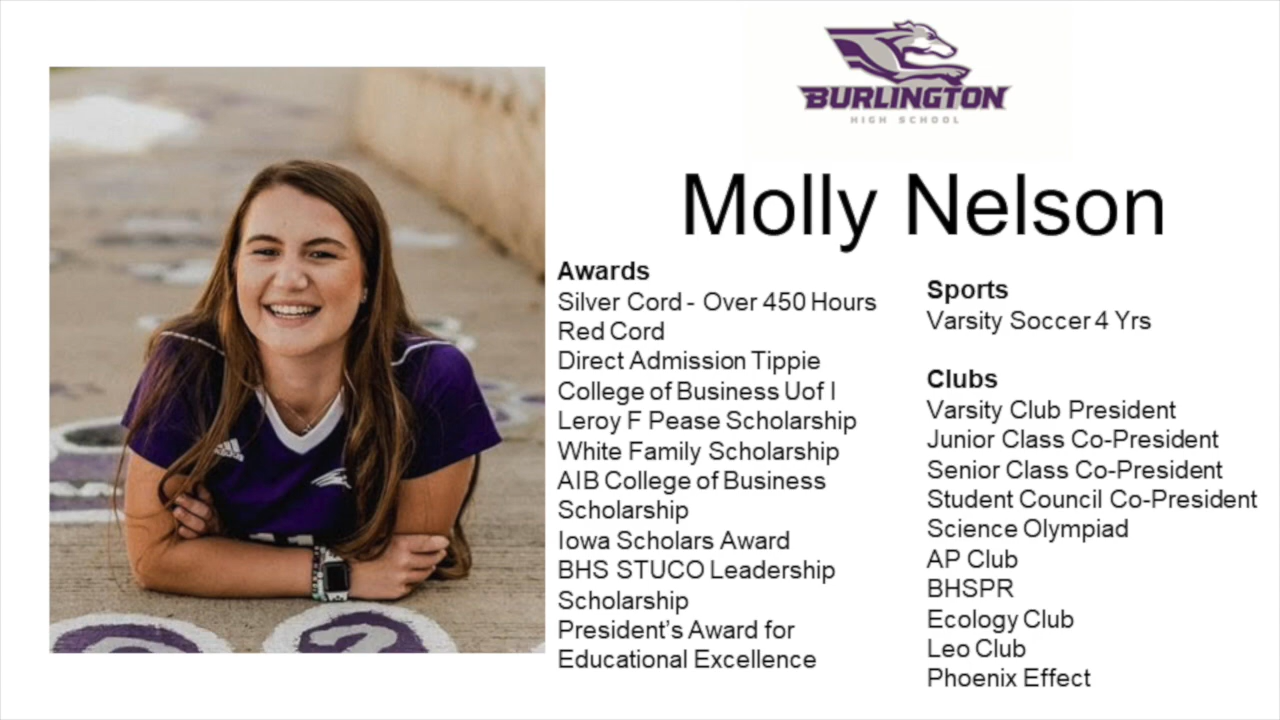 BURLINGTON
HIGH SCHOOL
Molly Nelson
Awards
Silver Cord - Over 450 Hours
Red Cord
Direct Admission Tippie
College of Business Uof I
Leroy F Pease Scholarship
White Family Scholarship
AIB College of Business
Scholarship
Iowa Scholars Award
BHS STUCO Leadership
Scholarship
President's Award for
Educational Excellence
Sports
Varsity Soccer 4 Yrs
Clubs
Varsity Club President
Junior Class Co-President
Senior Class Co-President
Student Council Co-President
Science Olympiad
AP Club
BHSPR
Ecology Club
Leo Club
Phoenix Effect